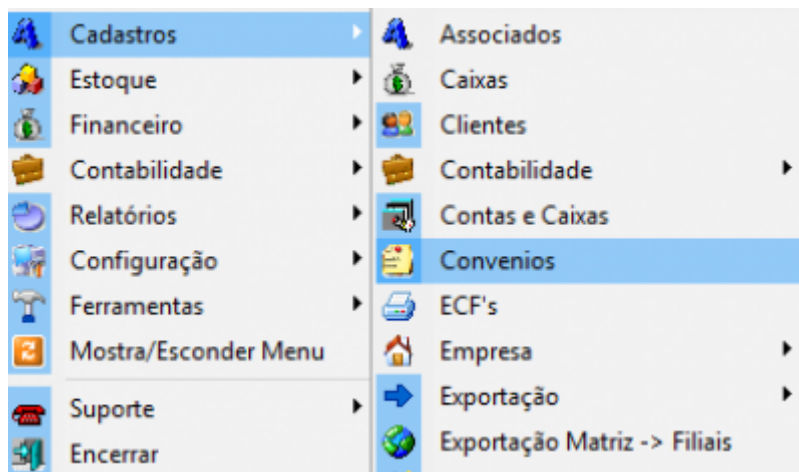 Cadastros
Estoque
Financeiro
Contabilidade
Relatórios
Configuração
Ferramentas
Mostra/Esconder Menu
Suporte
Encerrar
Associados
Caixas
Clientes
Contabilidade
Contas e Caixas
Convenios
ECF's
Empresa
Exportação
Exportação Matriz -> Filiais